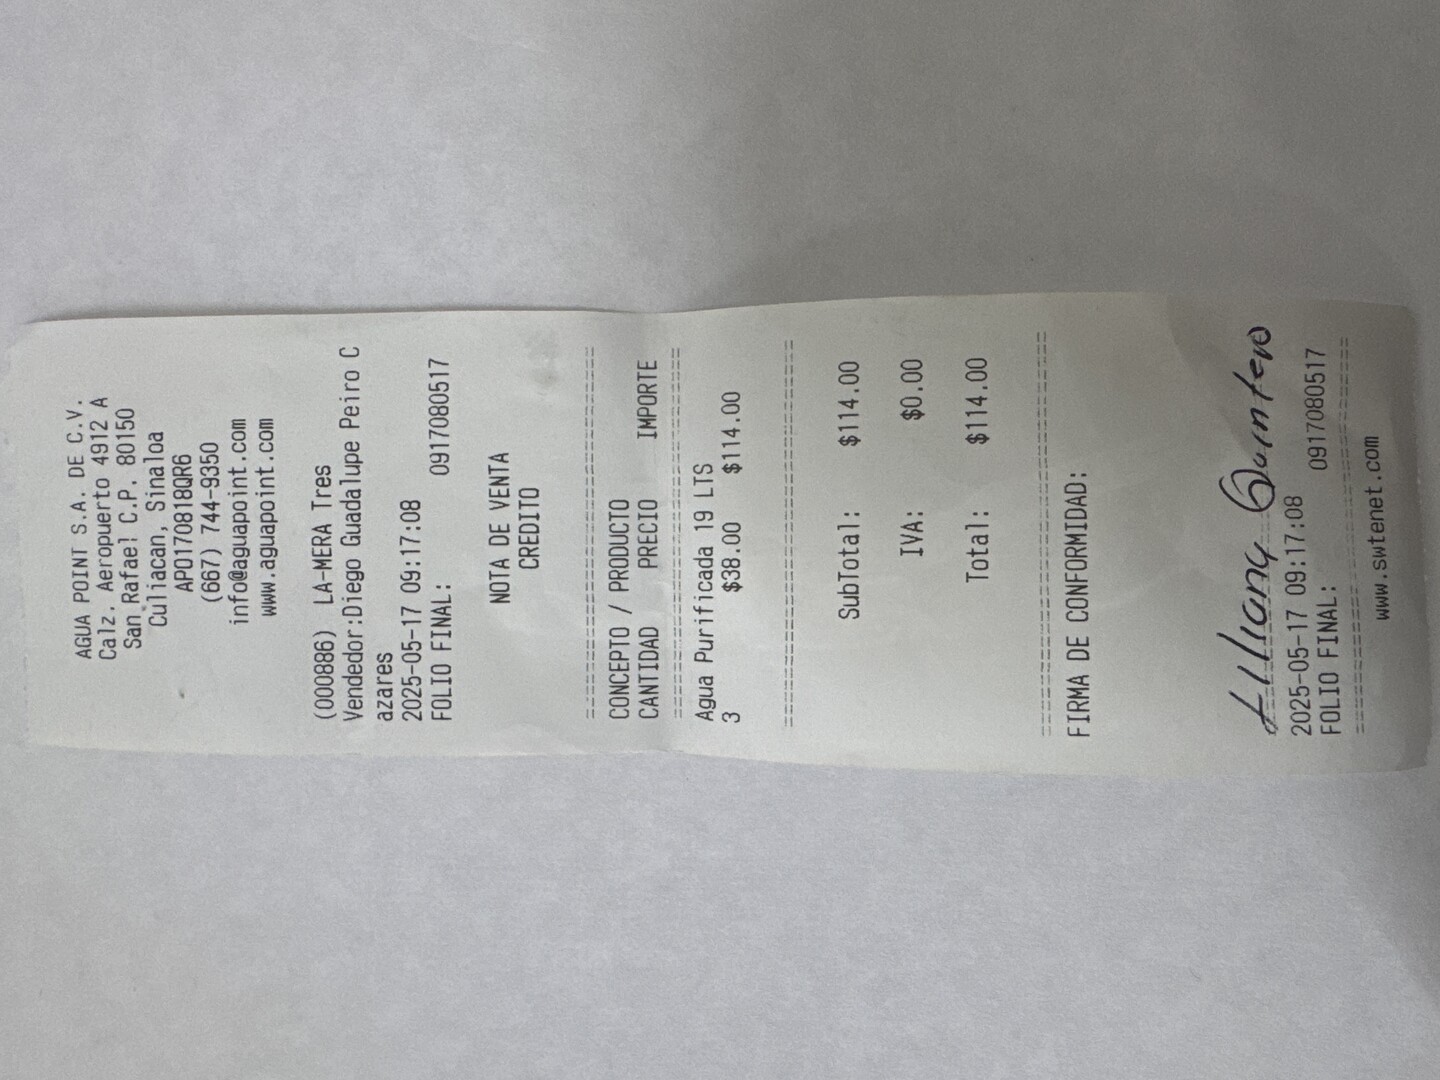 AGUA POINT S.A. DE C.V.
Calz. Aeropuerto 4912 A
San Rafael C.P. 80150
Culiacan, Sinaloa
APO170818QR6
(667) 744-9350
info@aguapoint.com
www.aguapoint.com
(000886) LA-MERA Tres
Vendedor:Diego Guadalupe Peiro C
azares
2025-05-17 09:17:08
FOLIO FINAL: 0917080517
NOTA DE VENTA
CREDITO
================================
CONCEPTO / PRODUCTO
CANTIDAD PRECIO IMPORTE
================================
Agua Purificada 19 LTS
3 $38.00 $114.00
================================
SubTotal: $114.00
IVA: $0.00
Total: $114.00
================================
FIRMA DE CONFORMIDAD:
Liliana Quintero
2025-05-17 09:17:08
FOLIO FINAL: 0917080517
================================
www.swtenet.com